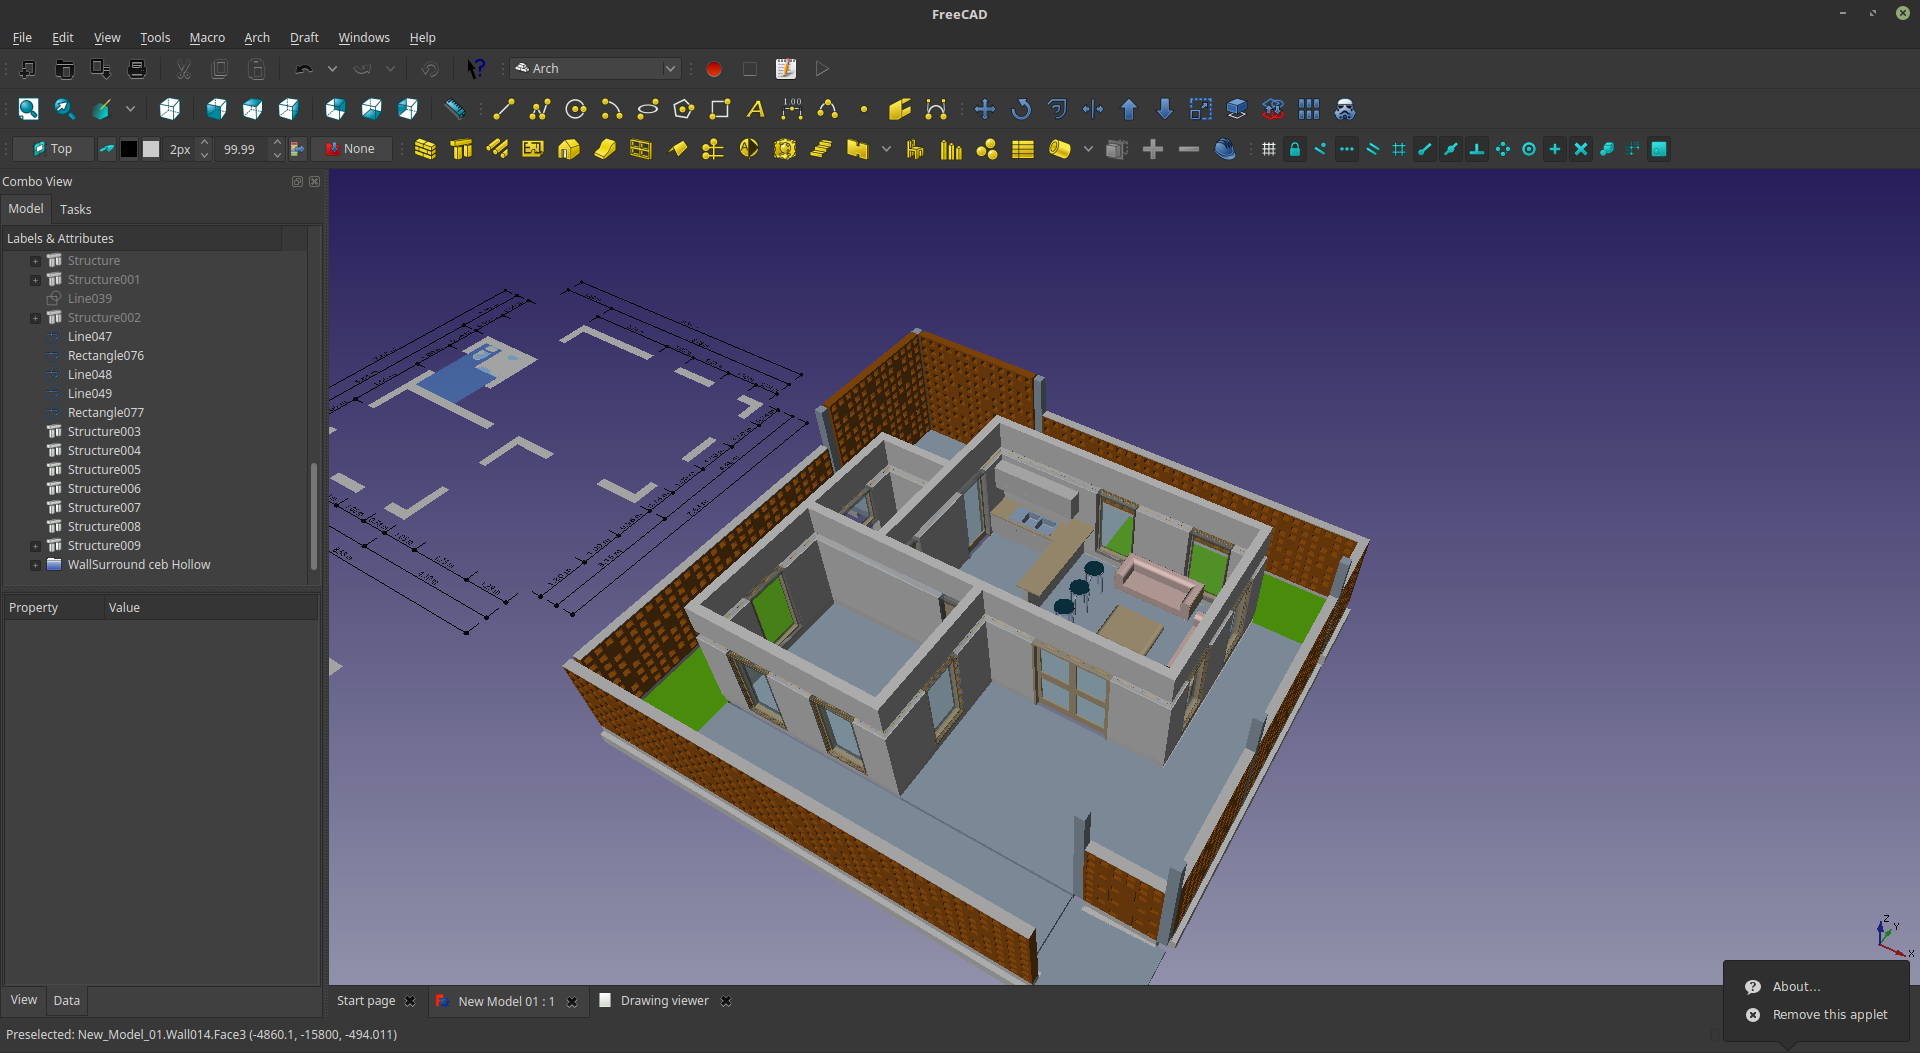 FreeCAD
File Edit View Tools Macro Arch Draft Windows Help
Arch
A 1.00
Top 2px 99.99 None
Combo View
Model Tasks
Labels & Attributes
Structure
Structure001
Line039
Structure002
Line047
Rectangle076
Line048
Line049
Rectangle077
Structure003
Structure004
Structure005
Structure006
Structure007
Structure008
Structure009
WallSurround ceb Hollow
Property Value
Z
Y
X
View Data
Start page New Model 01 : 1 Drawing viewer
About...
Remove this applet
Preselected: New_Model_01.Wall014.Face3 (-4860.1, -15800, -494.011)